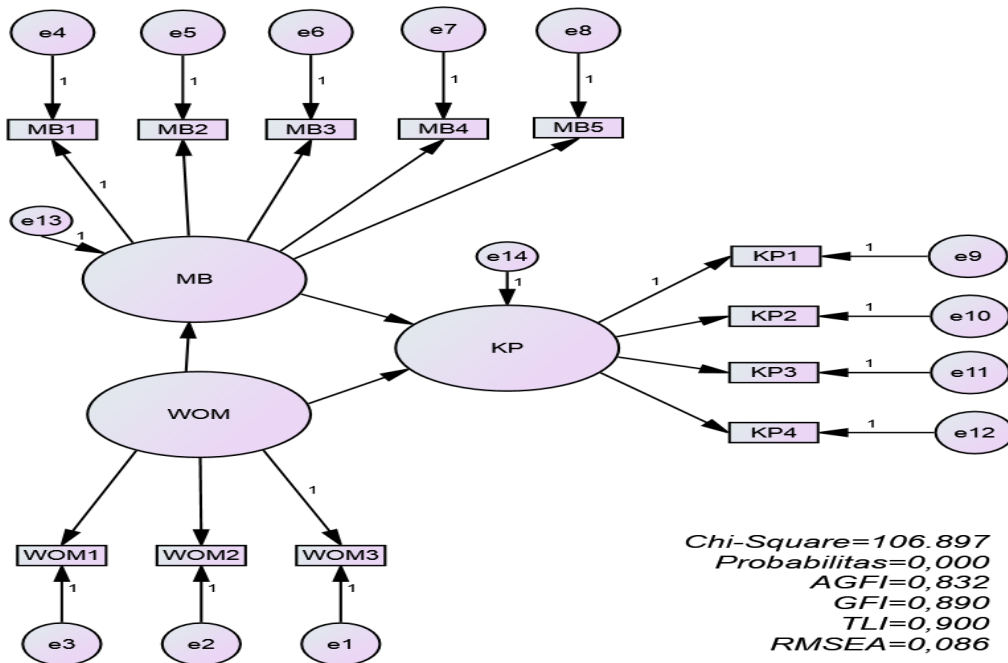 e4 e5 e6 e7 e8
1 1 1 1 1
MB1 MB2 MB3 MB4 MB5
1
e13
1
MB
e14
1
KP
1
KP1 1 e9
KP2 1 e10
KP3 1 e11
KP4 1 e12
WOM
1
WOM1 WOM2 WOM3
1 1 1
e3 e2 e1
Chi-Square=106.897
Probabilitas=0,000
AGFI=0,832
GFI=0,890
TLI=0,900
RMSEA=0,086